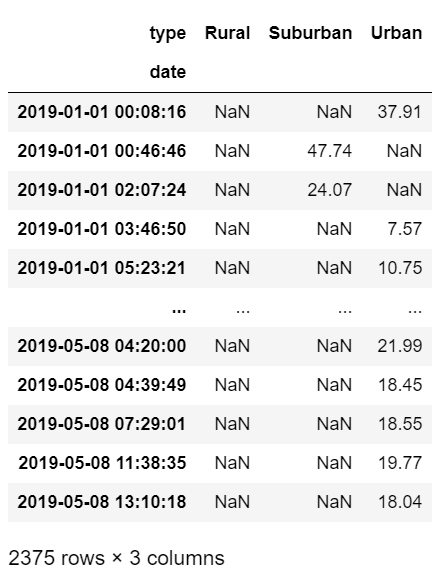 type Rural Suburban Urban
date
2019-01-01 00:08:16 NaN NaN 37.91
2019-01-01 00:46:46 NaN 47.74 NaN
2019-01-01 02:07:24 NaN 24.07 NaN
2019-01-01 03:46:50 NaN NaN 7.57
2019-01-01 05:23:21 NaN NaN 10.75
... ... ... ...
2019-05-08 04:20:00 NaN NaN 21.99
2019-05-08 04:39:49 NaN NaN 18.45
2019-05-08 07:29:01 NaN NaN 18.55
2019-05-08 11:38:35 NaN NaN 19.77
2019-05-08 13:10:18 NaN NaN 18.04
2375 rows × 3 columns